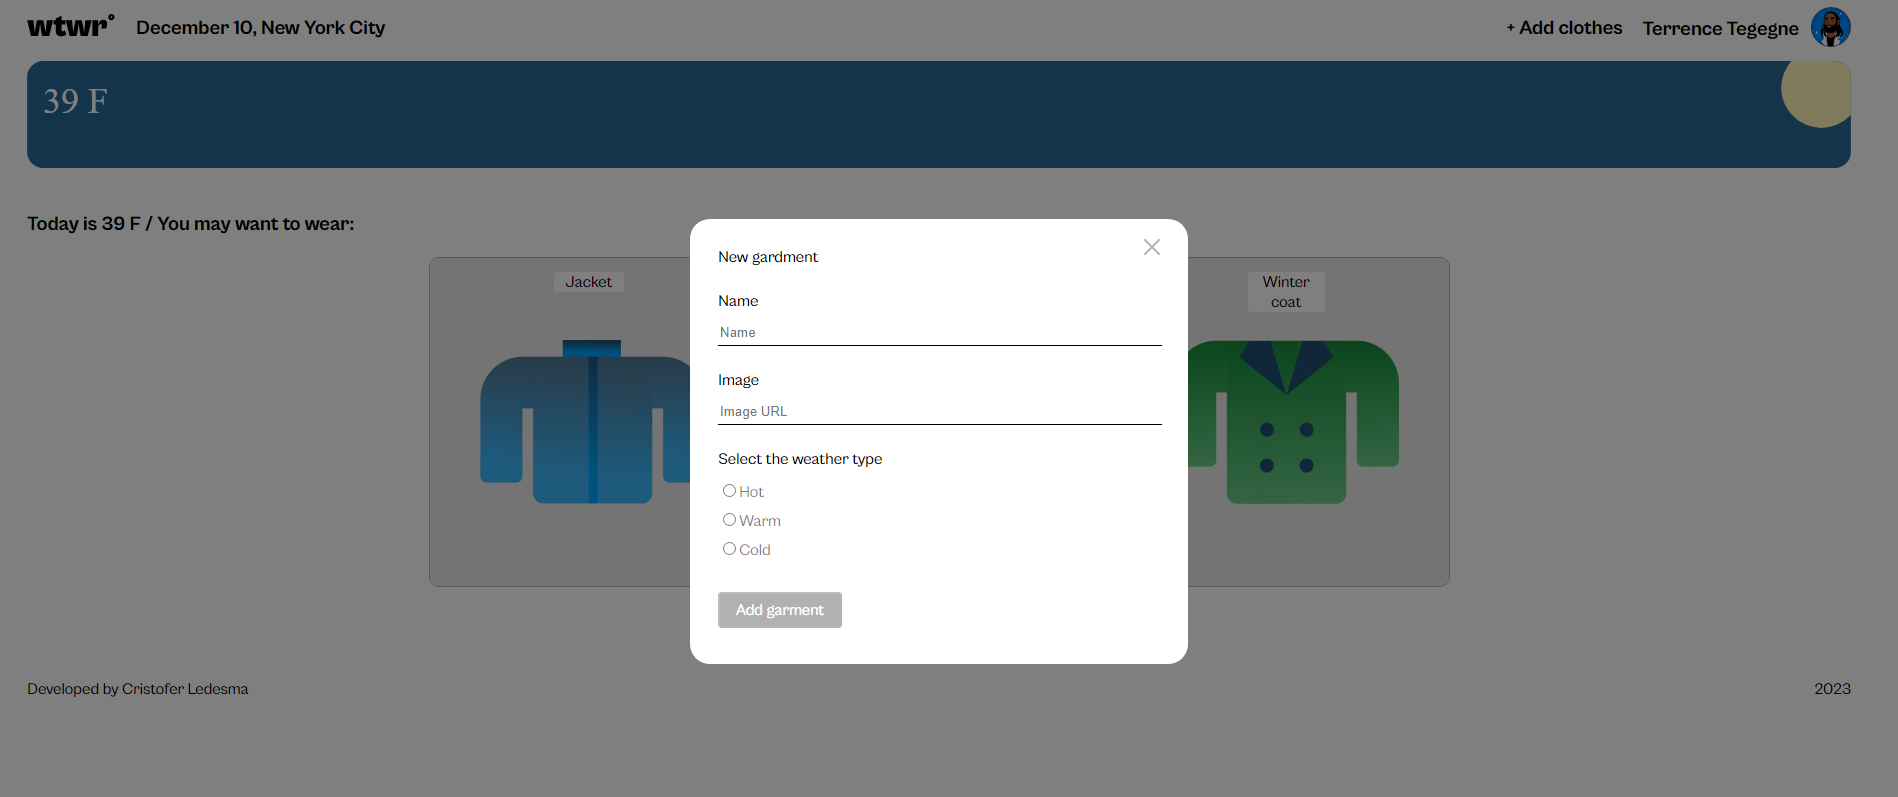 wtwr°
December 10, New York City
+ Add clothes
Terrence Tegegne
39 F
Today is 39 F / You may want to wear:
Jacket
Winter
coat
New gardment
Name
Name
Image
Image URL
Select the weather type
Hot
Warm
Cold
Add garment
Developed by Cristofer Ledesma
2023